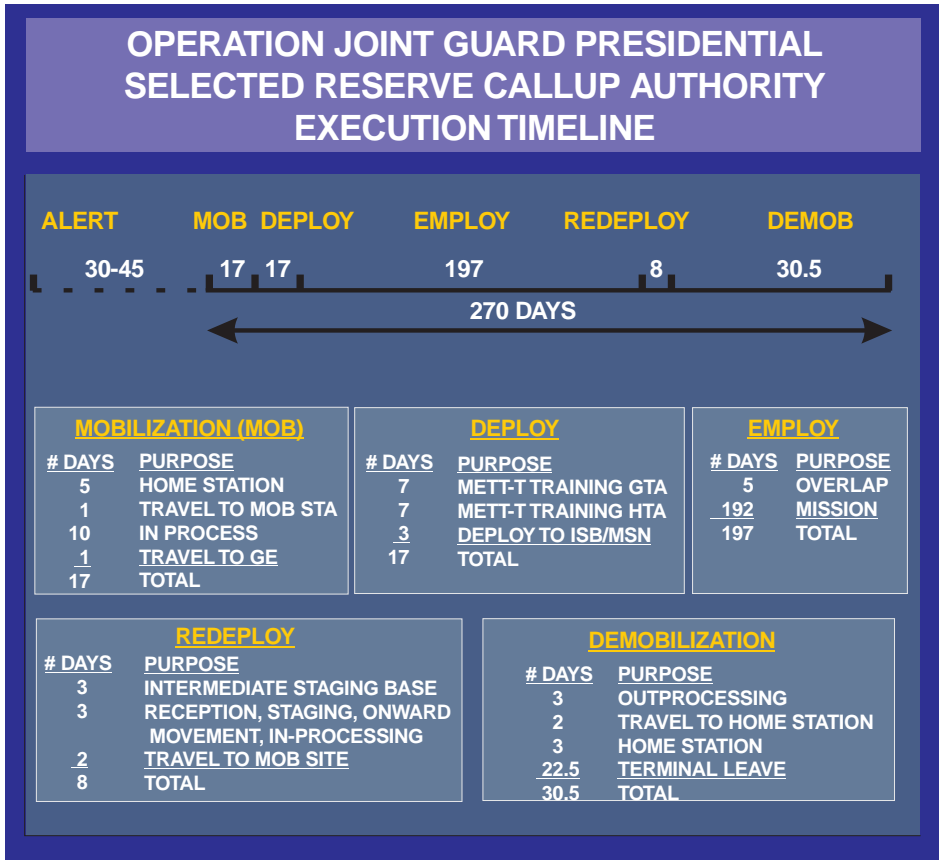 OPERATION JOINT GUARD PRESIDENTIAL
SELECTED RESERVE CALLUP AUTHORITY
EXECUTION TIMELINE
ALERT MOB DEPLOY EMPLOY REDEPLOY DEMOB
30-45 17 17 197 8 30.5
270 DAYS
MOBILIZATION (MOB)
# DAYS PURPOSE
5 HOME STATION
1 TRAVEL TO MOB STA
10 IN PROCESS
1 TRAVEL TO GE
17 TOTAL
DEPLOY
# DAYS PURPOSE
7 METT-T TRAINING GTA
7 METT-T TRAINING HTA
3 DEPLOY TO ISB/MSN
17 TOTAL
EMPLOY
# DAYS PURPOSE
5 OVERLAP
192 MISSION
197 TOTAL
REDEPLOY
# DAYS PURPOSE
3 INTERMEDIATE STAGING BASE
3 RECEPTION, STAGING, ONWARD
MOVEMENT, IN-PROCESSING
2 TRAVEL TO MOB SITE
8 TOTAL
DEMOBILIZATION
# DAYS PURPOSE
3 OUTPROCESSING
2 TRAVEL TO HOME STATION
3 HOME STATION
22.5 TERMINAL LEAVE
30.5 TOTAL